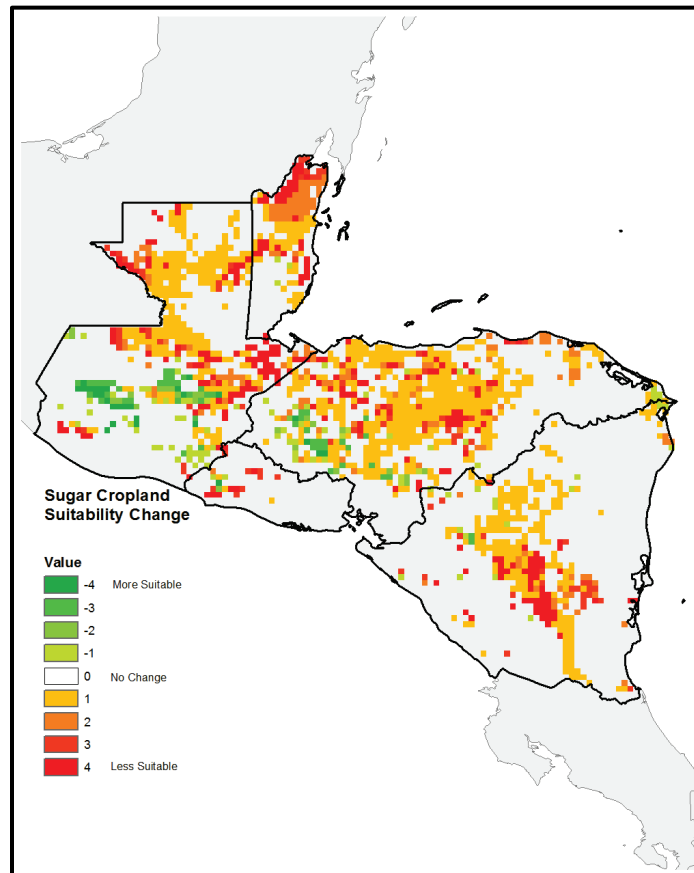 Sugar Cropland
Suitability Change
Value
-4 More Suitable
-3
-2
-1
0 No Change
1
2
3
4 Less Suitable